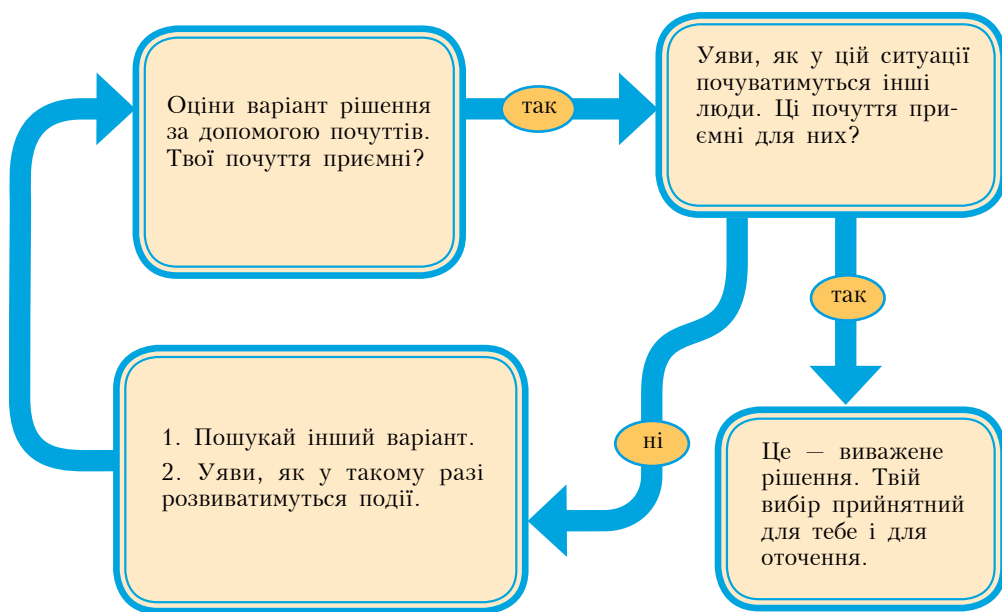 Оціни варіант рішення
за допомогою почуттів.
Твої почуття приємні?
так
Уяви, як у цій ситуації
почуватимуться інші
люди. Ці почуття при-
ємні для них?
так
ні
1. Пошукай інший варіант.
2. Уяви, як у такому разі
розвиватимуться події.
Це — виважене
рішення. Твій
вибір прийнятний
для тебе і для
оточення.